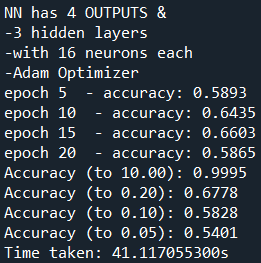 NN has 4 OUTPUTS &
-3 hidden layers
-with 16 neurons each
-Adam Optimizer
epoch 5  - accuracy: 0.5893
epoch 10  - accuracy: 0.6435
epoch 15  - accuracy: 0.6603
epoch 20  - accuracy: 0.5865
Accuracy (to 10.00): 0.9995
Accuracy (to 0.20): 0.6778
Accuracy (to 0.10): 0.5828
Accuracy (to 0.05): 0.5401
Time taken: 41.117055300s